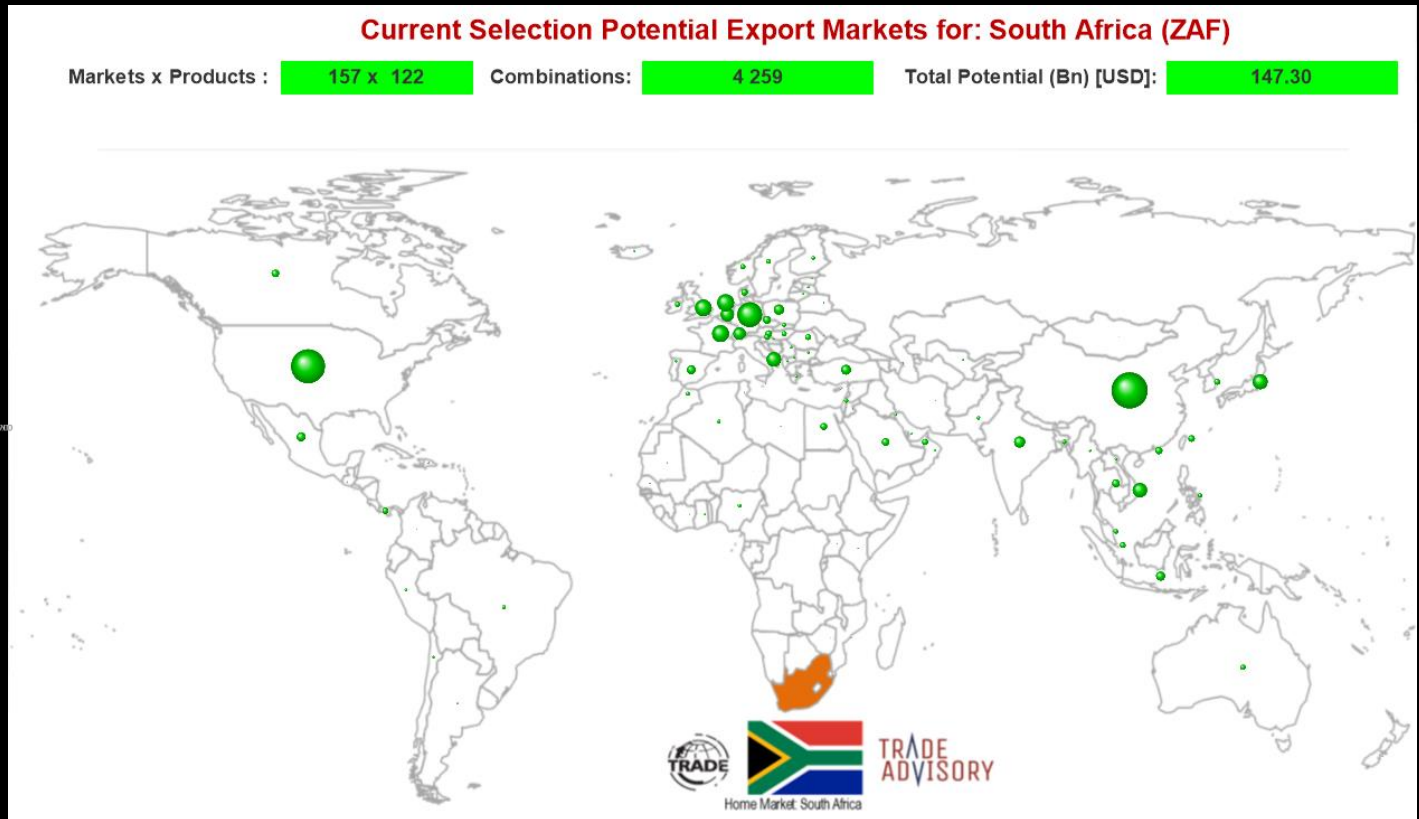 Current Selection Potential Export Markets for: South Africa (ZAF)
Markets x Products : 157 x 122 Combinations: 4 259 Total Potential (Bn) [USD]: 147.30
TRADE
TRADE
ADVISORY
Home Market: South Africa